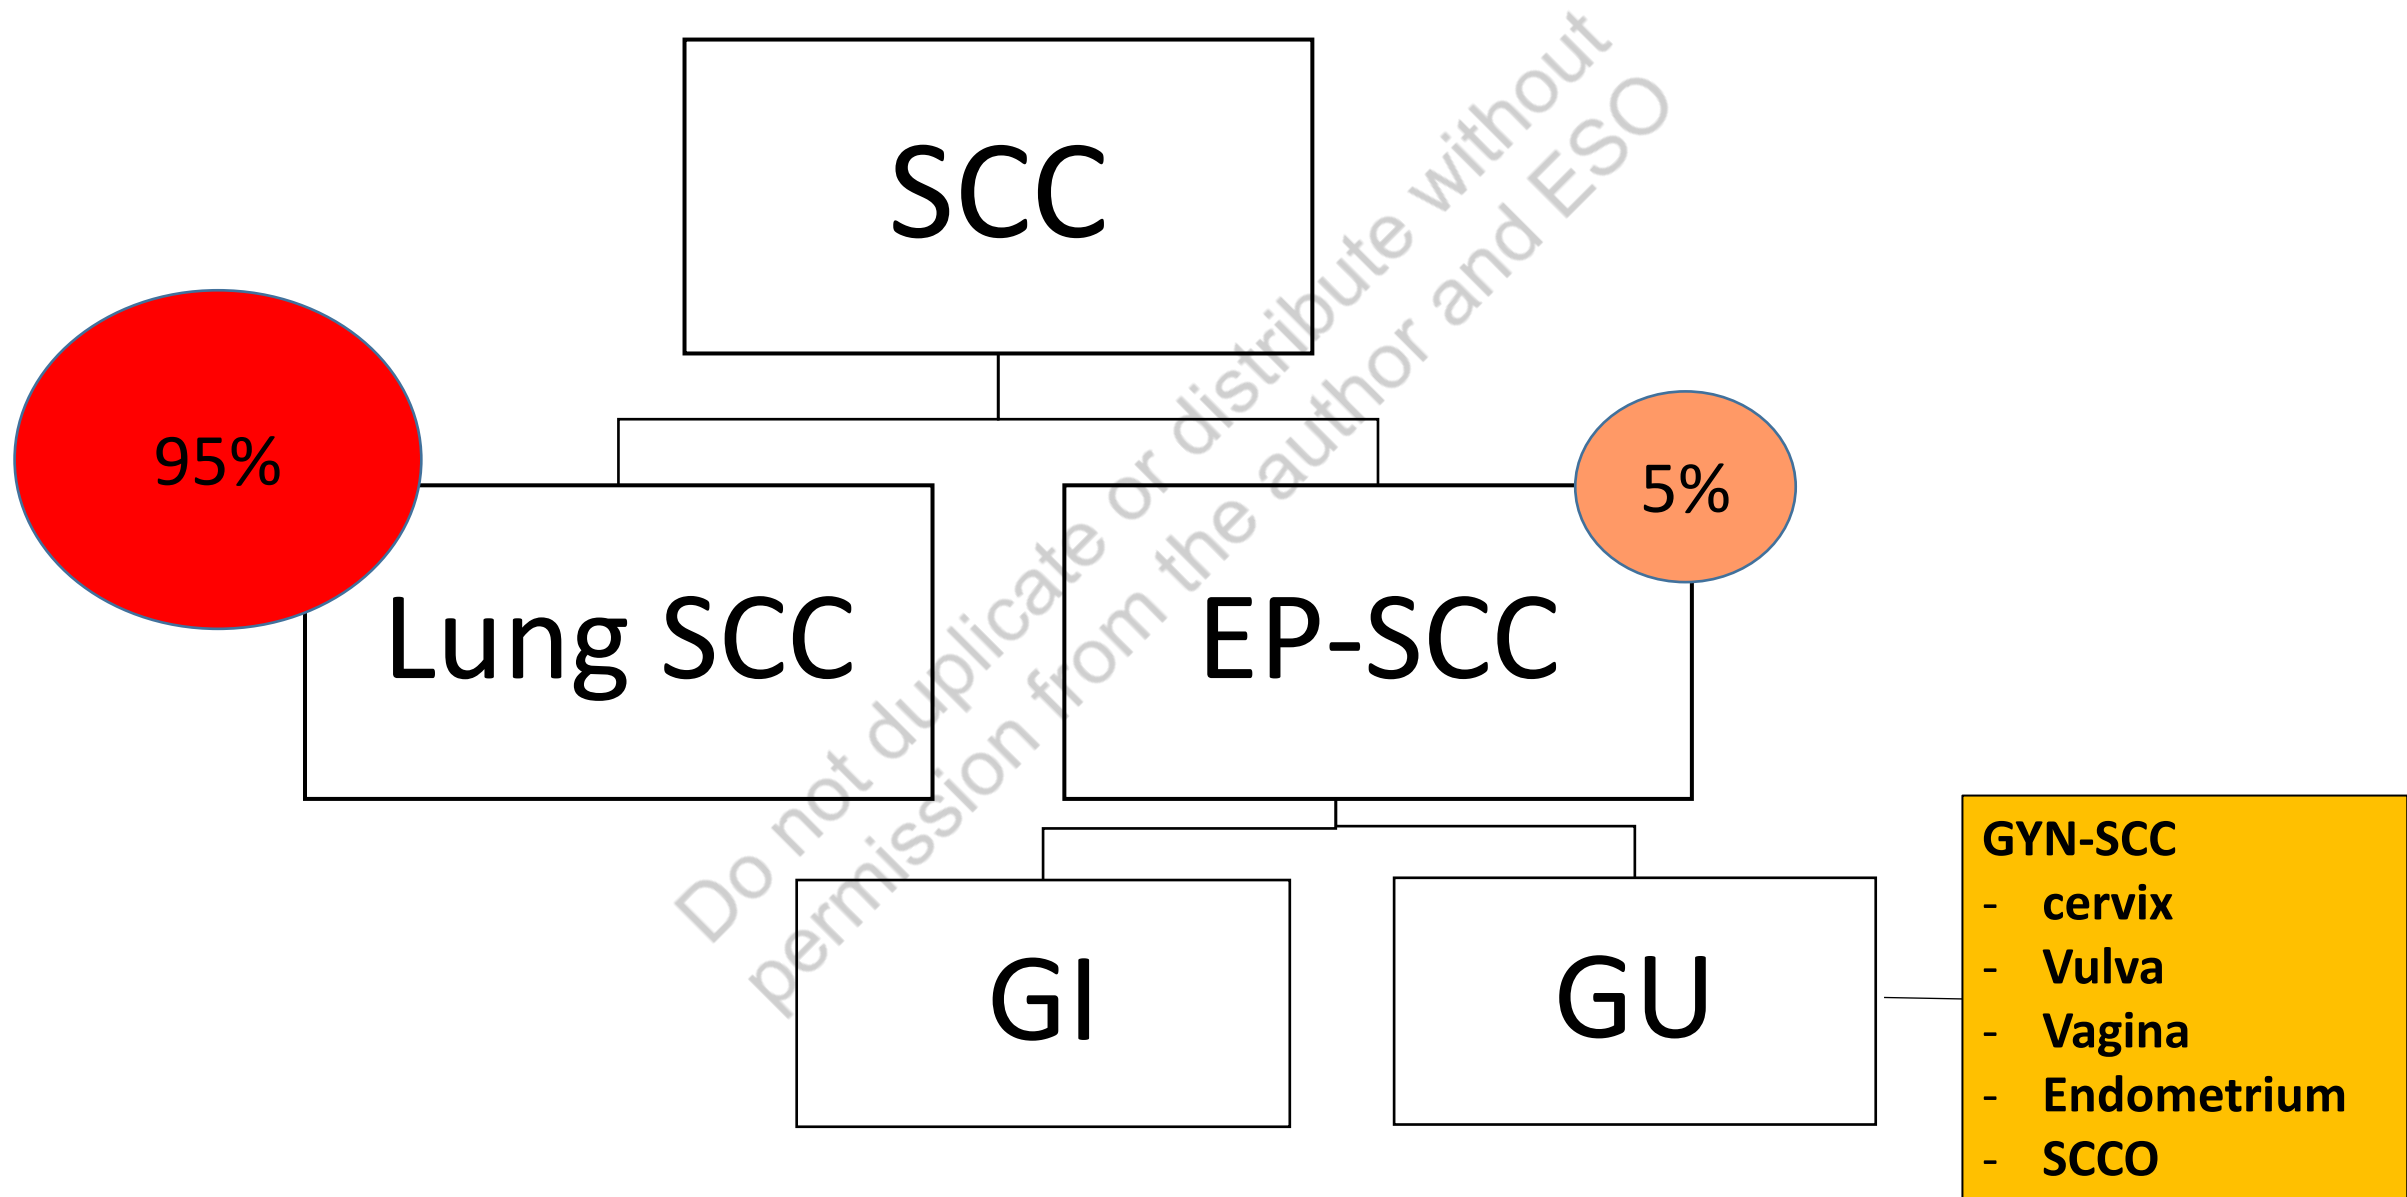 SCC
95%
5%
Lung SCC
EP-SCC
GI
GU
GYN-SCC
- cervix
- Vulva
- Vagina
- Endometrium
- SCCO
Do not duplicate or distribute without
permission from the author and ESO